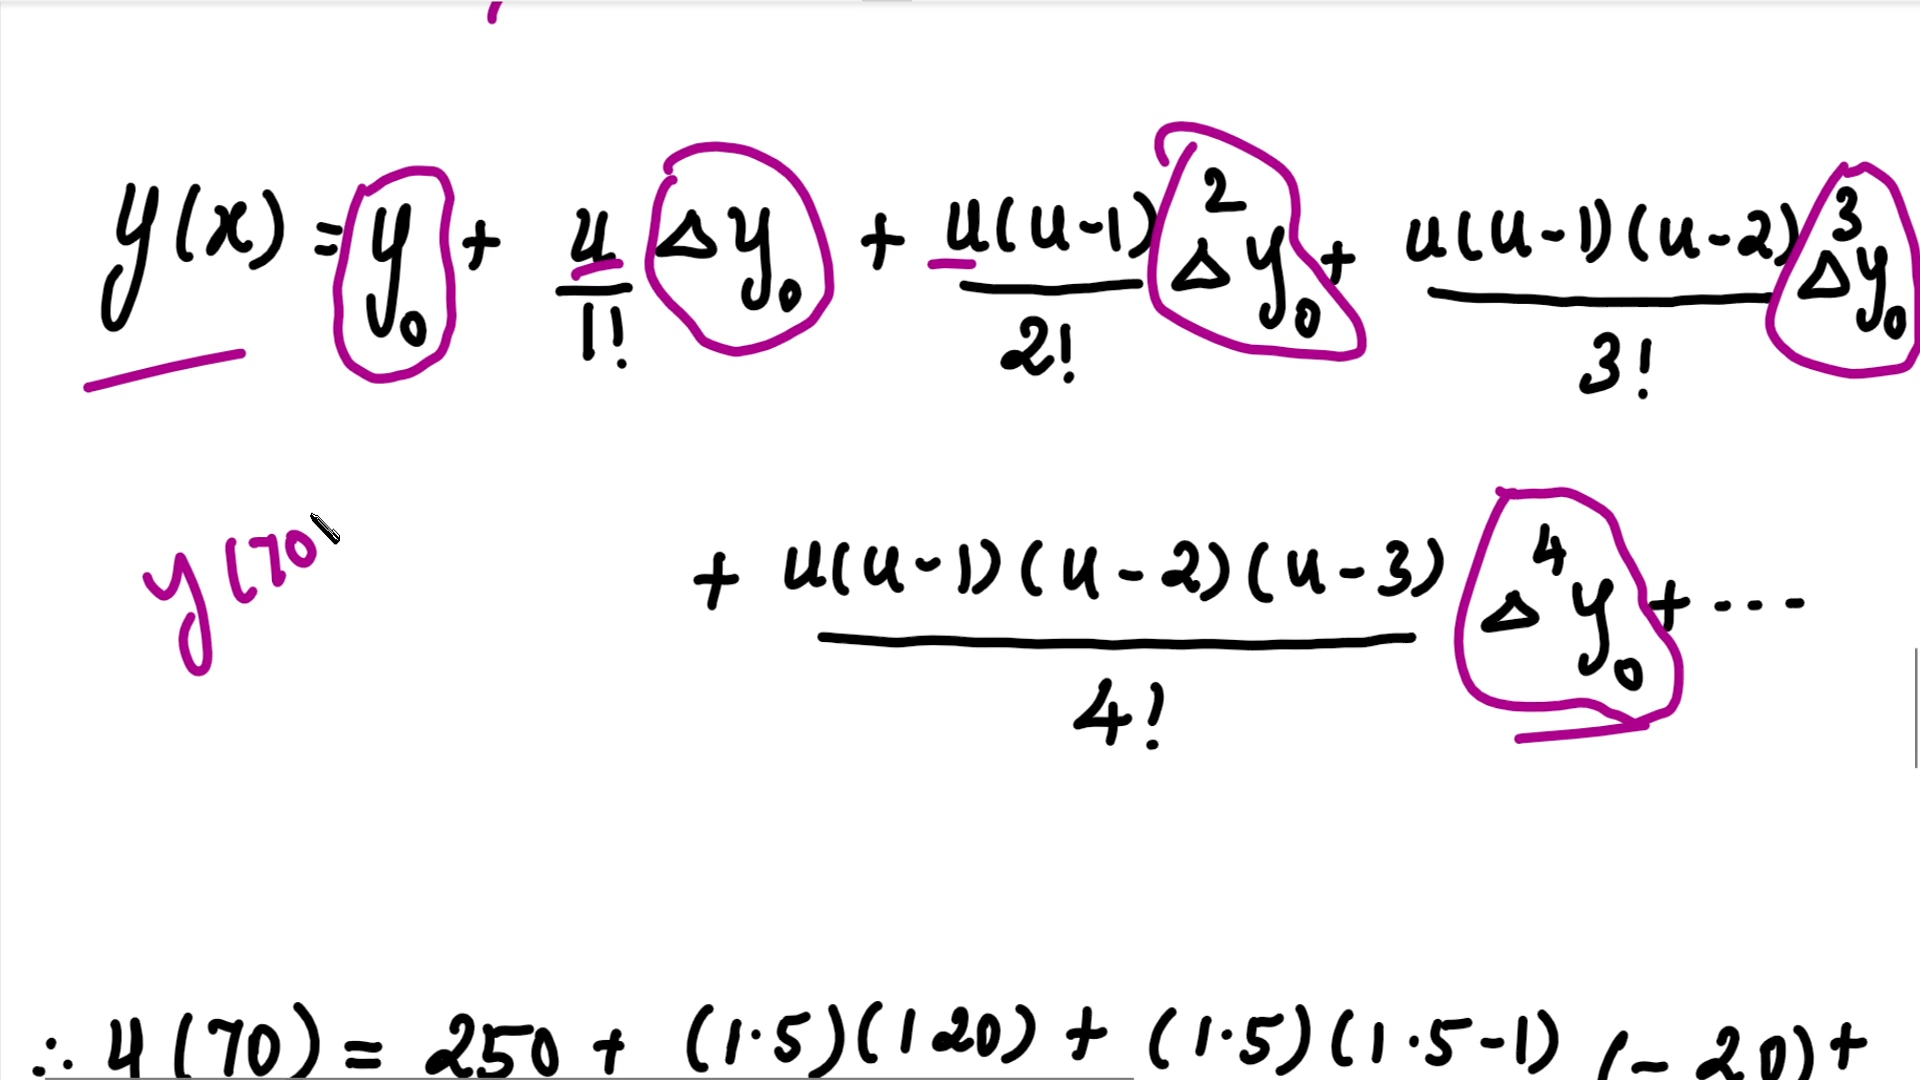 y(x) = y₀ + u/1! Δy₀ + u(u-1)/2! Δ²y₀ + u(u-1)(u-2)/3! Δ³y₀
y(70 + u(u-1)(u-2)(u-3)/4! Δ⁴y₀ + ---
∴ y(70) = 250 + (1.5)(120) + (1.5)(1.5-1) (-20) +